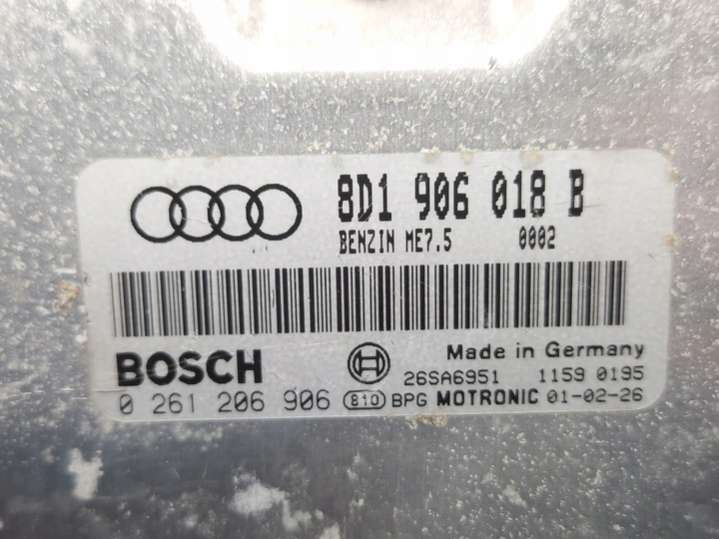 8D1 906 018 B
BENZIN ME7.5 0002
BOSCH Made in Germany
26SA6951 1159 0195
0 261 206 906 810 BPG MOTRONIC 01-02-26